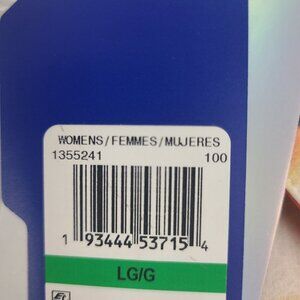 WOMENS/FEMMES/MUJERES
1355241 100
1 93444 53715 4
LG/G